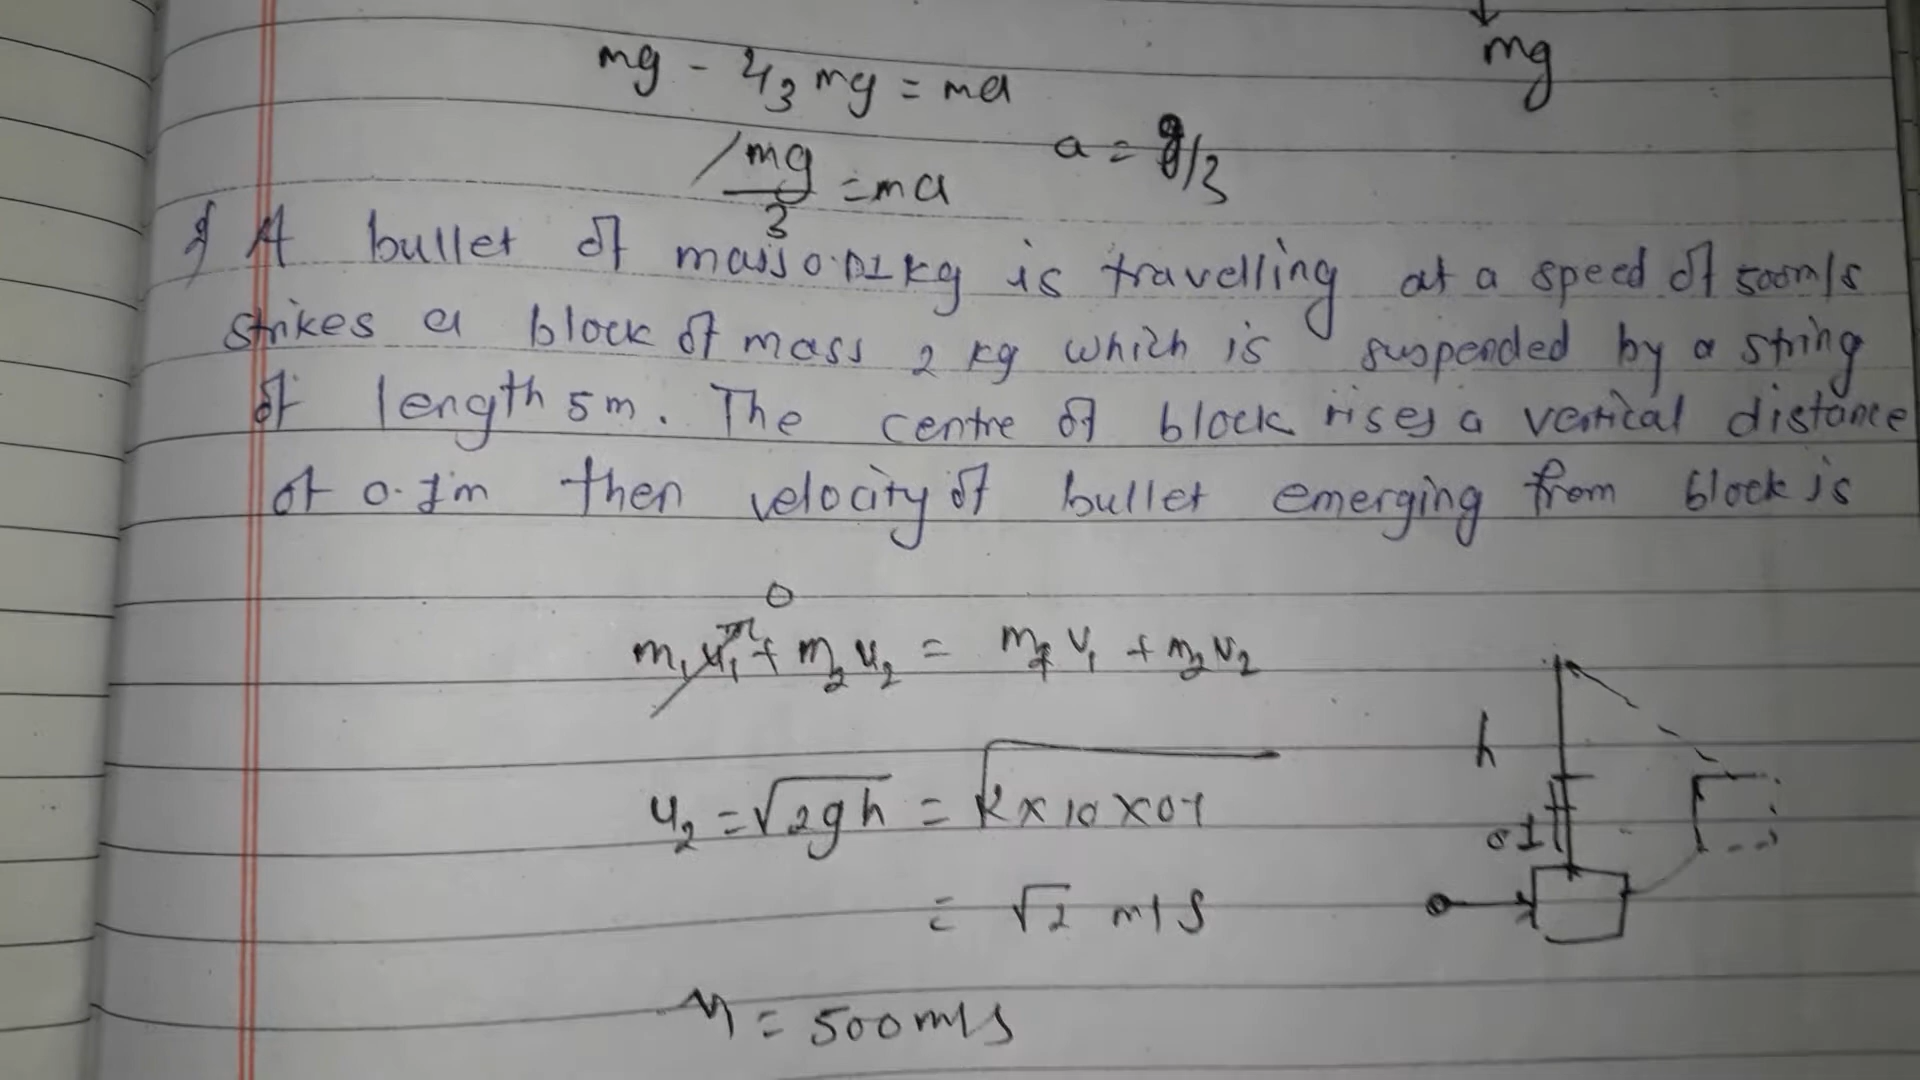 mg
mg - 2/3 mg = ma
mg/3 = ma
a = g/3
A bullet of mass 0.01 kg is travelling at a speed of 500m/s
strikes a block of mass 2 kg which is suspended by a string
of length 5m. The centre of block rises a vertical distance
of 0.1m then velocity of bullet emerging from block is
0
m₁u₁ + m₂u₂ = m₁v₁ + m₂v₂
h
u₂ = √2gh = √2×10×0.1
0.1
= √2 m/s
= 500m/s